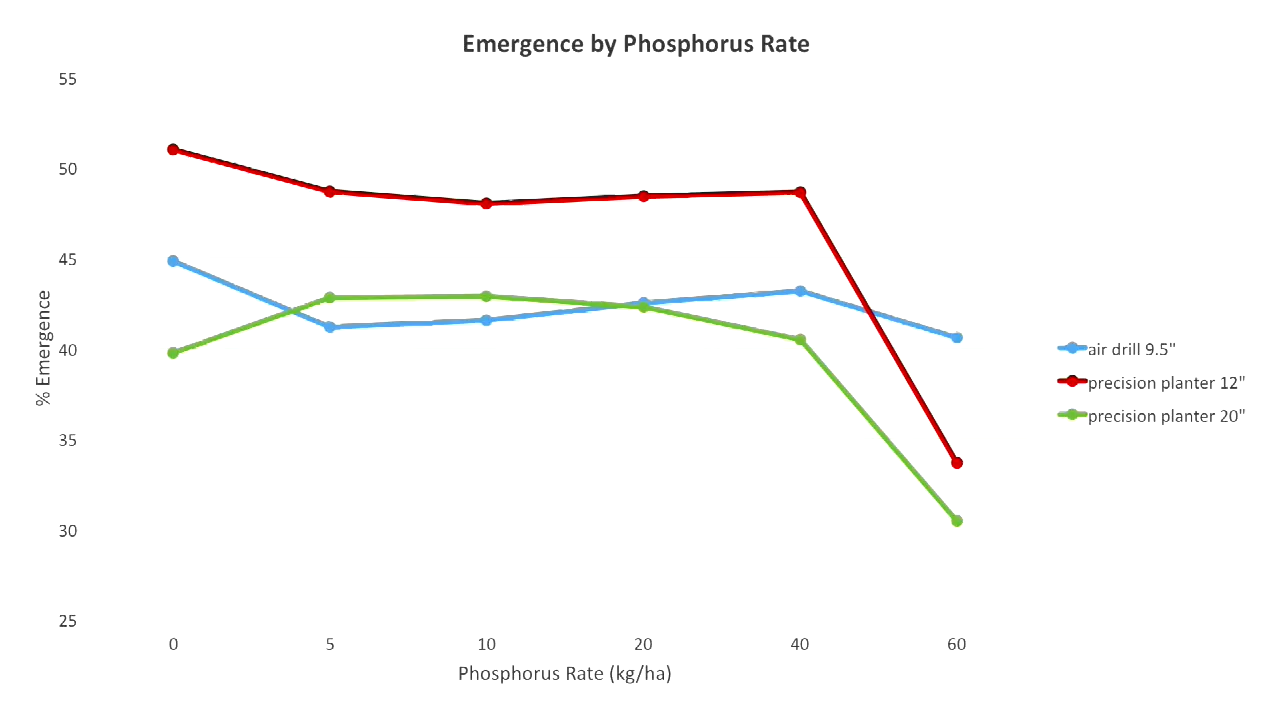 Emergence by Phosphorus Rate
55
50
45
40
35
30
25
% Emergence
0 5 10 20 40 60
Phosphorus Rate (kg/ha)
air drill 9.5"
precision planter 12"
precision planter 20"